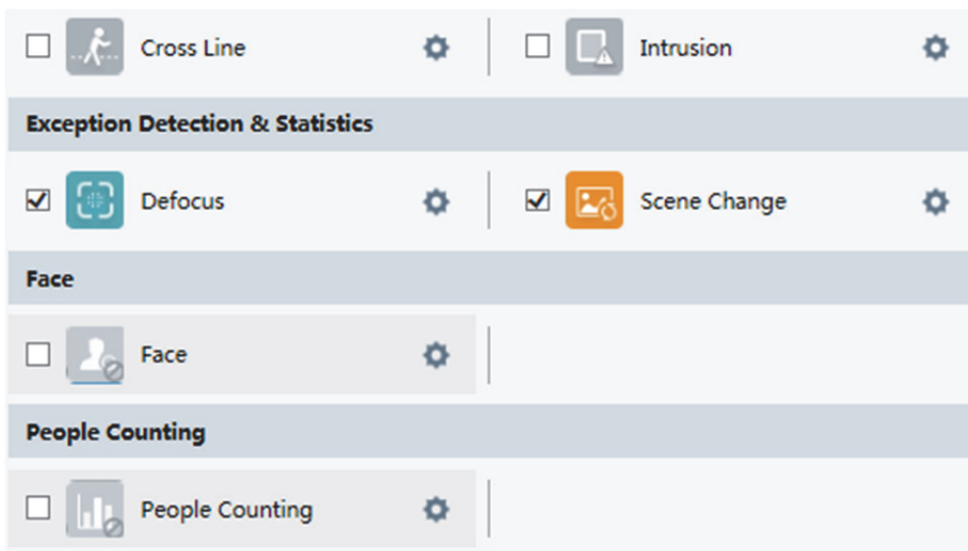 Cross Line
Intrusion
Exception Detection & Statistics
Defocus
Scene Change
Face
Face
People Counting
People Counting